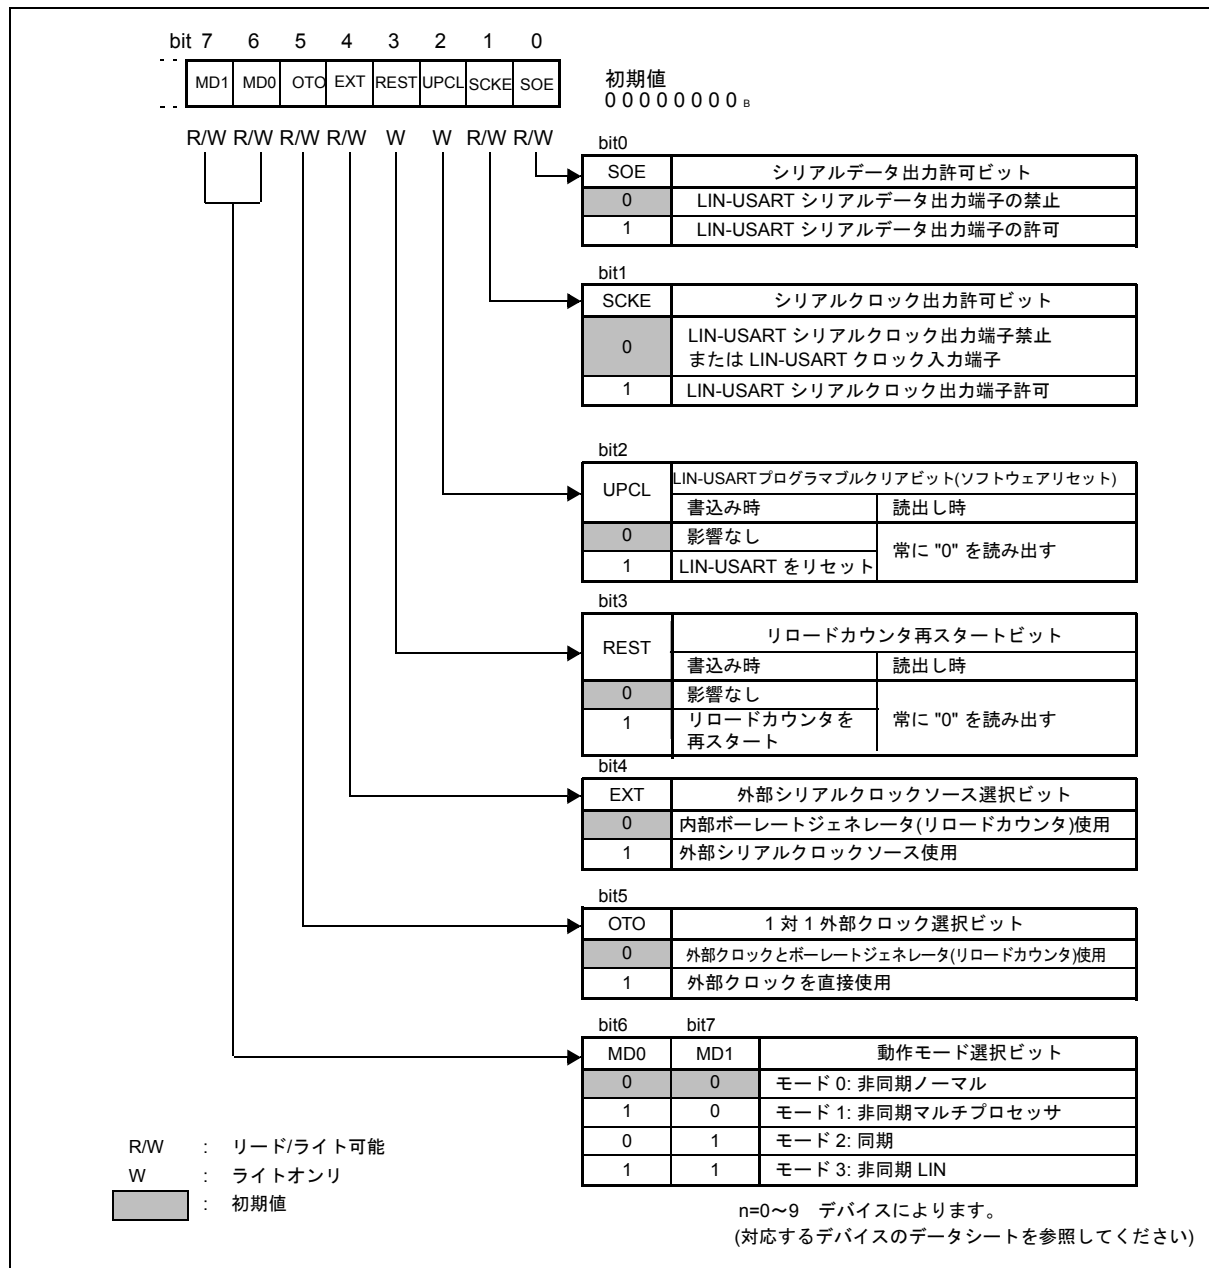 bit 7 6 5 4 3 2 1 0
MD1 MD0 OTO EXT REST UPCL SCKE SOE
初期値
0 0 0 0 0 0 0 0 B
R/W R/W R/W R/W W W R/W R/W
bit0
SOE シリアルデータ出力許可ビット
0 LIN-USART シリアルデータ出力端子の禁止
1 LIN-USART シリアルデータ出力端子の許可
bit1
SCKE シリアルクロック出力許可ビット
0 LIN-USART シリアルクロック出力端子禁止
または LIN-USART クロック入力端子
1 LIN-USART シリアルクロック出力端子許可
bit2
UPCL LIN-USARTプログラマブルクリアビット(ソフトウェアリセット)
書込み時 読出し時
0 影響なし 常に "0" を読み出す
1 LIN-USART をリセット
bit3
REST リロードカウンタ再スタートビット
書込み時 読出し時
0 影響なし 常に "0" を読み出す
1 リロードカウンタを
再スタート
bit4
EXT 外部シリアルクロックソース選択ビット
0 内部ボーレートジェネレータ(リロードカウンタ)使用
1 外部シリアルクロックソース使用
bit5
OTO 1 対 1 外部クロック選択ビット
0 外部クロックとボーレートジェネレータ(リロードカウンタ)使用
1 外部クロックを直接使用
bit6 bit7
MD0 MD1 動作モード選択ビット
0 0 モード 0: 非同期ノーマル
1 0 モード 1: 非同期マルチプロセッサ
0 1 モード 2: 同期
1 1 モード 3: 非同期 LIN
R/W : リード/ライト可能
W : ライトオンリ
: 初期値
n=0～9 デバイスによります。
(対応するデバイスのデータシートを参照してください)